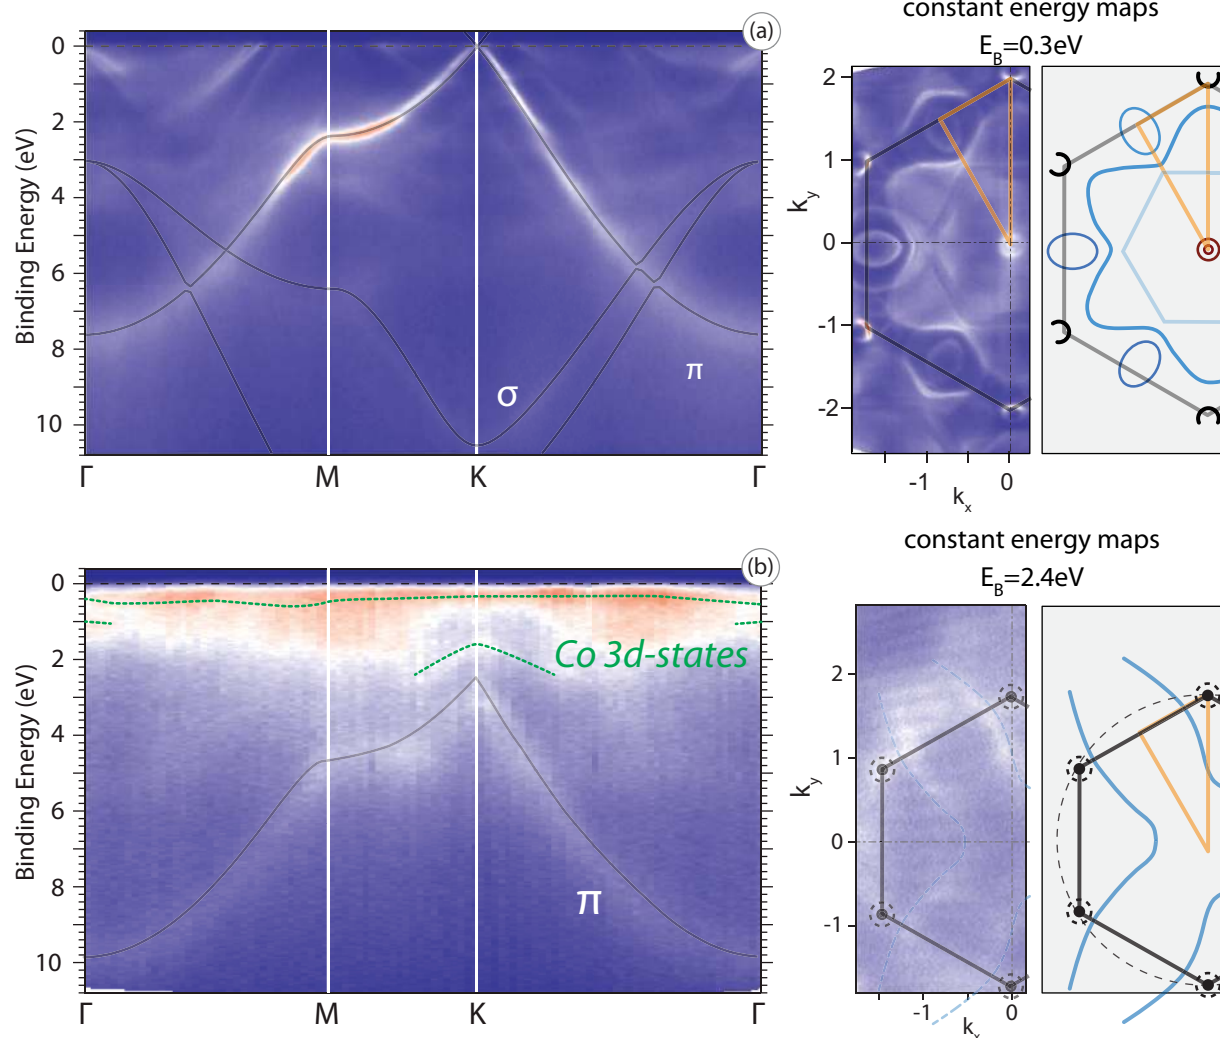 constant energy maps
(a)
E_B=0.3eV
0
2
4
6
8
10
Binding Energy (eV)
σ
π
Γ
M
K
Γ
2
1
0
-1
-2
k_y
-1
0
k_x
constant energy maps
(b)
E_B=2.4eV
0
2
4
6
8
10
Binding Energy (eV)
Co 3d-states
π
Γ
M
K
Γ
2
1
0
-1
k_y
-1
0
k_x